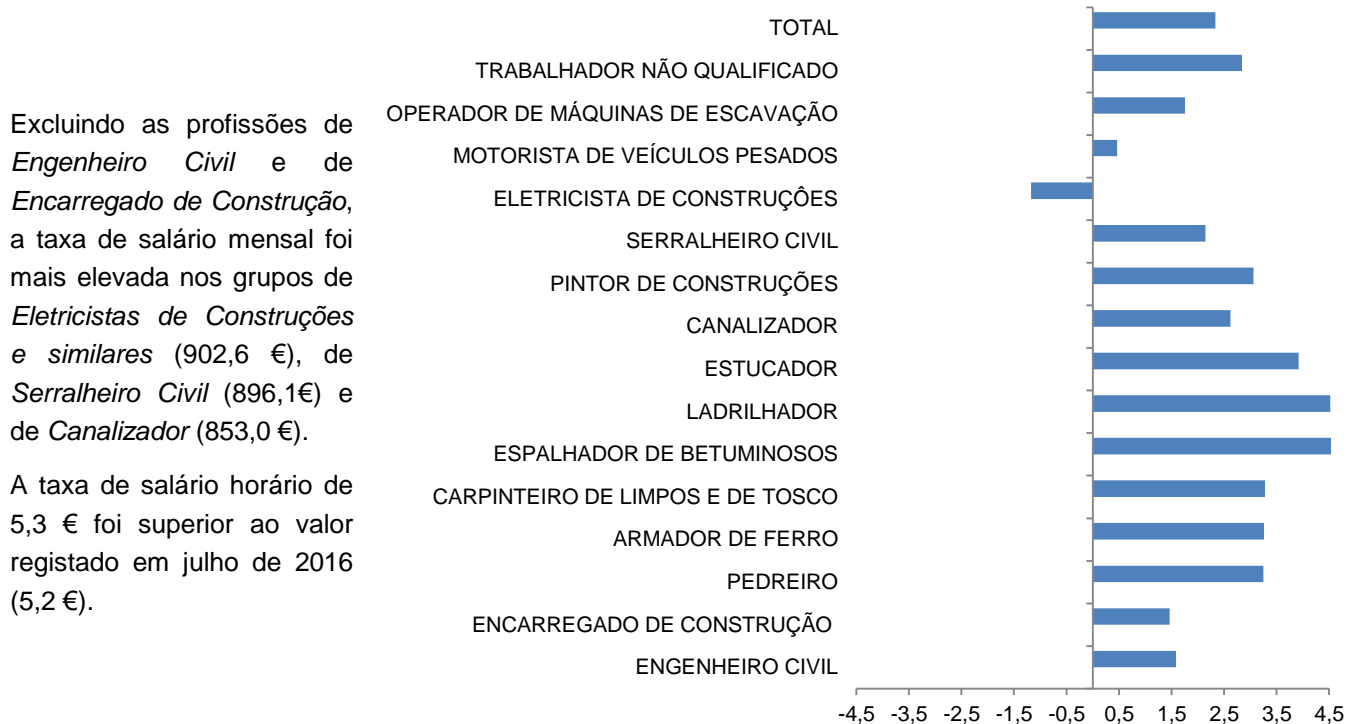 Excluindo as profissões de
Engenheiro Civil e de
Encarregado de Construção,
a taxa de salário mensal foi
mais elevada nos grupos de
Eletricistas de Construções
e similares (902,6 €), de
Serralheiro Civil (896,1€) e
de Canalizador (853,0 €).
A taxa de salário horário de
5,3 € foi superior ao valor
registado em julho de 2016
(5,2 €).
TOTAL
TRABALHADOR NÃO QUALIFICADO
OPERADOR DE MÁQUINAS DE ESCAVAÇÃO
MOTORISTA DE VEÍCULOS PESADOS
ELETRICISTA DE CONSTRUÇÔES
SERRALHEIRO CIVIL
PINTOR DE CONSTRUÇÕES
CANALIZADOR
ESTUCADOR
LADRILHADOR
ESPALHADOR DE BETUMINOSOS
CARPINTEIRO DE LIMPOS E DE TOSCO
ARMADOR DE FERRO
PEDREIRO
ENCARREGADO DE CONSTRUÇÃO
ENGENHEIRO CIVIL
-4,5 -3,5 -2,5 -1,5 -0,5 0,5 1,5 2,5 3,5 4,5